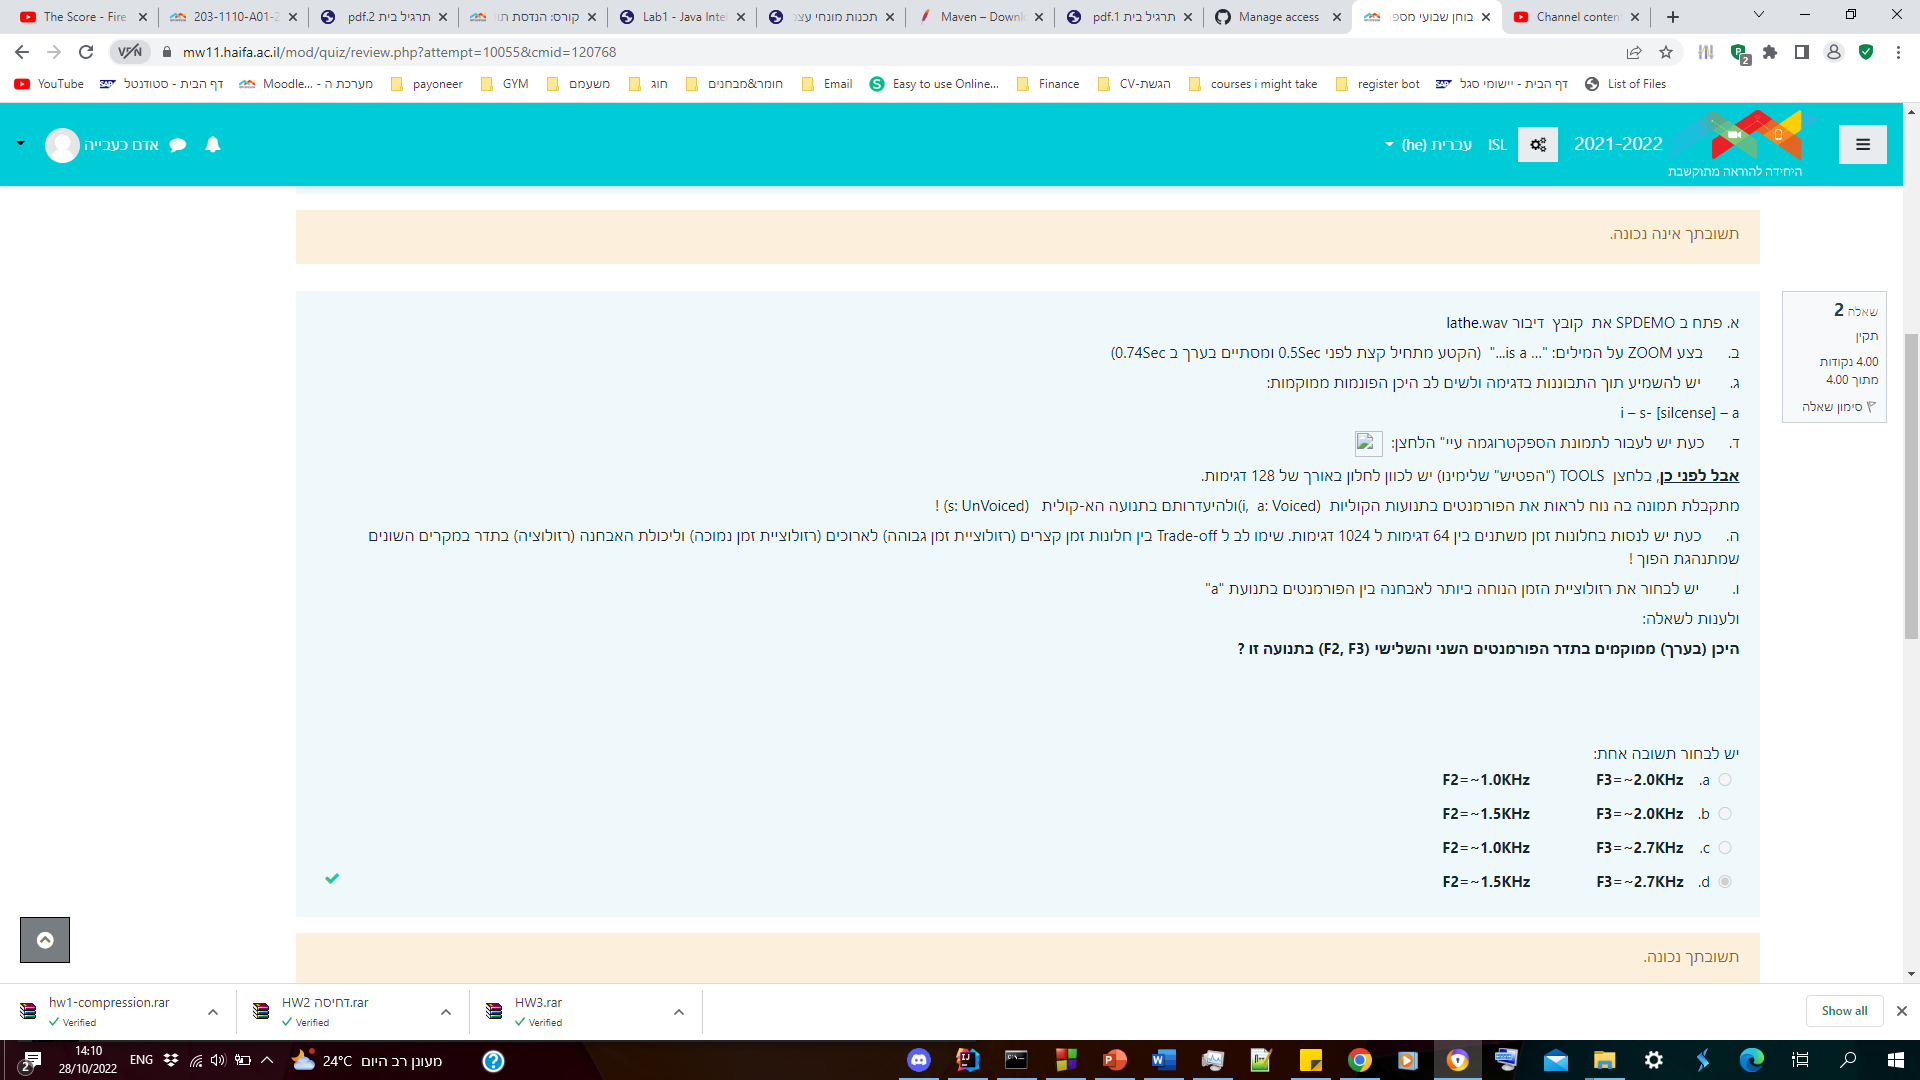 The Score - Fire
203-1110-A01-2
תרגיל בית 2.pdf
קורס: הנדסת תו
Lab1 - Java Inte
תכנות מונחי עצ
Maven – Downl
תרגיל בית 1.pdf
Manage access
בוחן שבועי מספ
Channel conten
VPN
mw11.haifa.ac.il/mod/quiz/review.php?attempt=10055&cmid=120768
2
YouTube
דף הבית - סטודנטל
Moodle... - מערכת ה
payoneer
GYM
משעמם
חוג
חומר&מבחנים
Email
Easy to use Online...
Finance
הגשת-CV
courses i might take
register bot
דף הבית - יישומי סגל
List of Files
אדם כעבייה
עברית (he)
ISL
2021-2022
היחידה להוראה מתוקשבת
תשובתך אינה נכונה.
שאלה 2
תקין
4.00 נקודות
מתוך 4.00
סימון שאלה
א. פתח ב SPDEMO את קובץ דיבור lathe.wav
ב. בצע ZOOM על המילים: "... is a..." (הקטע מתחיל קצת לפני 0.5Sec ומסתיים בערך ב 0.74Sec)
ג. יש להשמיע תוך התבוננות בדגימה ולשים לב היכן הפונמות ממוקמות:
i – s- [silcense] – a
ד. כעת יש לעבור לתמונת הספקטרוגמה עיי" הלחצן:
אבל לפני כן, בלחצן TOOLS ("הפטיש" שלימינו) יש לכוון לחלון באורך של 128 דגימות.
מתקבלת תמונה בה נוח לראות את הפורמנטים בתנועות הקוליות (i, a: Voiced)ולהיעדרותם בתנועה הא-קולית (s: UnVoiced) !
ה. כעת יש לנסות בחלונות זמן משתנים בין 64 דגימות ל 1024 דגימות. שימו לב ל Trade-off בין חלונות זמן קצרים (רזולוציית זמן גבוהה) לארוכים (רזולוציית זמן נמוכה) וליכולת האבחנה (רזולוציה) בתדר במקרים השונים
שמתנהגת הפוך !
ו. יש לבחור את רזולוציית הזמן הנוחה ביותר לאבחנה בין הפורמנטים בתנועת "a"
ולענות לשאלה:
היכן (בערך) ממוקמים בתדר הפורמנטים השני והשלישי (F2, F3) בתנועה זו ?
יש לבחור תשובה אחת:
a. F3=~2.0KHz F2=~1.0KHz
b. F3=~2.0KHz F2=~1.5KHz
c. F3=~2.7KHz F2=~1.0KHz
d. F3=~2.7KHz F2=~1.5KHz
תשובתך נכונה.
hw1-compression.rar
Verified
HW2 דחיסה.rar
Verified
HW3.rar
Verified
Show all
2
14:10
28/10/2022
ENG
24°C
מעונן רב היום